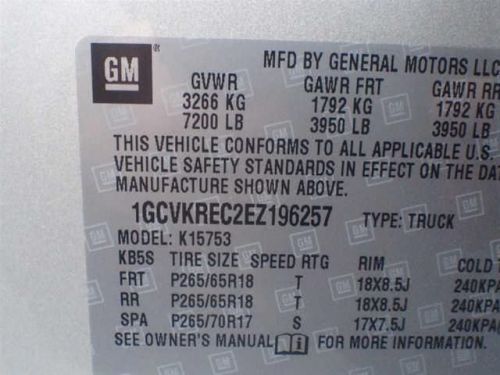 GM
MFD BY GENERAL MOTORS LLC
GVWR GAWR FRT GAWR RR
3266 KG 1792 KG 1792 KG
7200 LB 3950 LB 3950 LB
THIS VEHICLE CONFORMS TO ALL APPLICABLE U.S.
VEHICLE SAFETY STANDARDS IN EFFECT ON THE DAT
MANUFACTURE SHOWN ABOVE.
1GCVKREC2EZ196257 TYPE: TRUCK
MODEL: K15753
KB5S TIRE SIZE SPEED RTG RIM COLD T
FRT P265/65R18 T 18X8.5J 240KPA
RR P265/65R18 T 18X8.5J 240KPA
SPA P265/70R17 S 17X7.5J 240KPA
SEE OWNER'S MANUAL i FOR MORE INFORMATION.